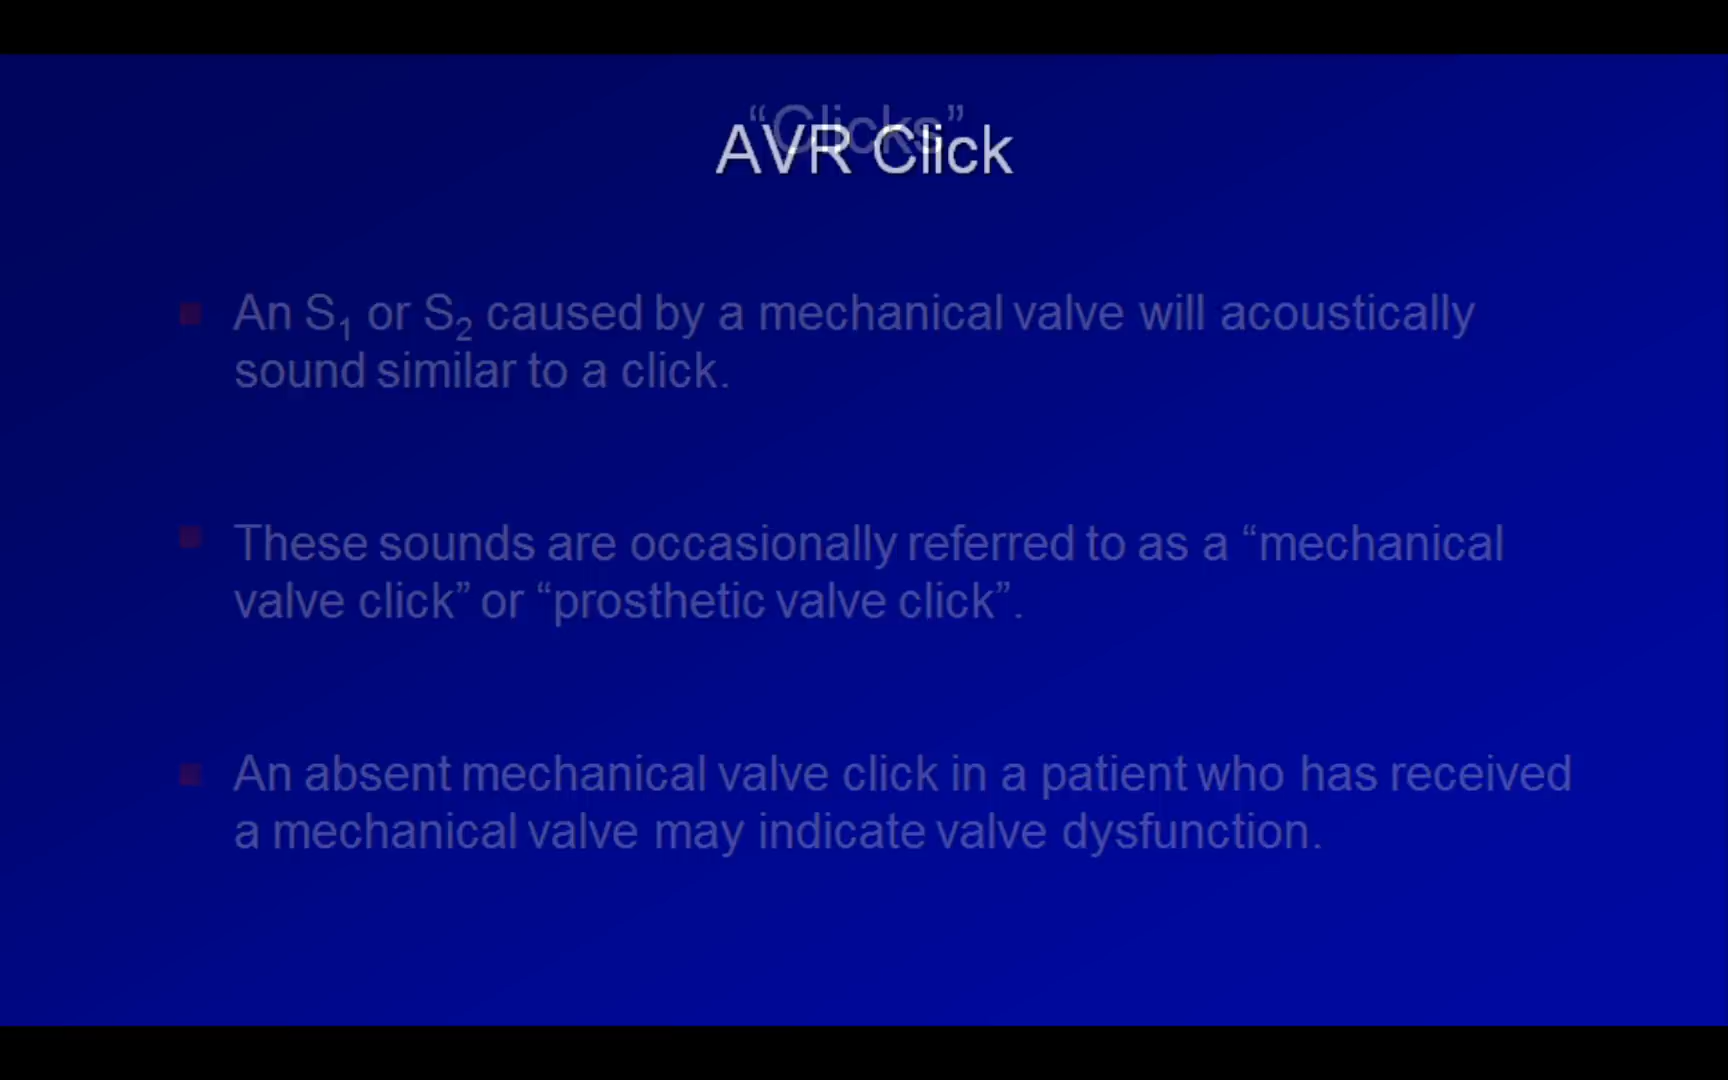 “Clicks”
AVR Click
An S1 or S2 caused by a mechanical valve will acoustically
sound similar to a click.
These sounds are occasionally referred to as a “mechanical
valve click” or “prosthetic valve click”.
An absent mechanical valve click in a patient who has received
a mechanical valve may indicate valve dysfunction.